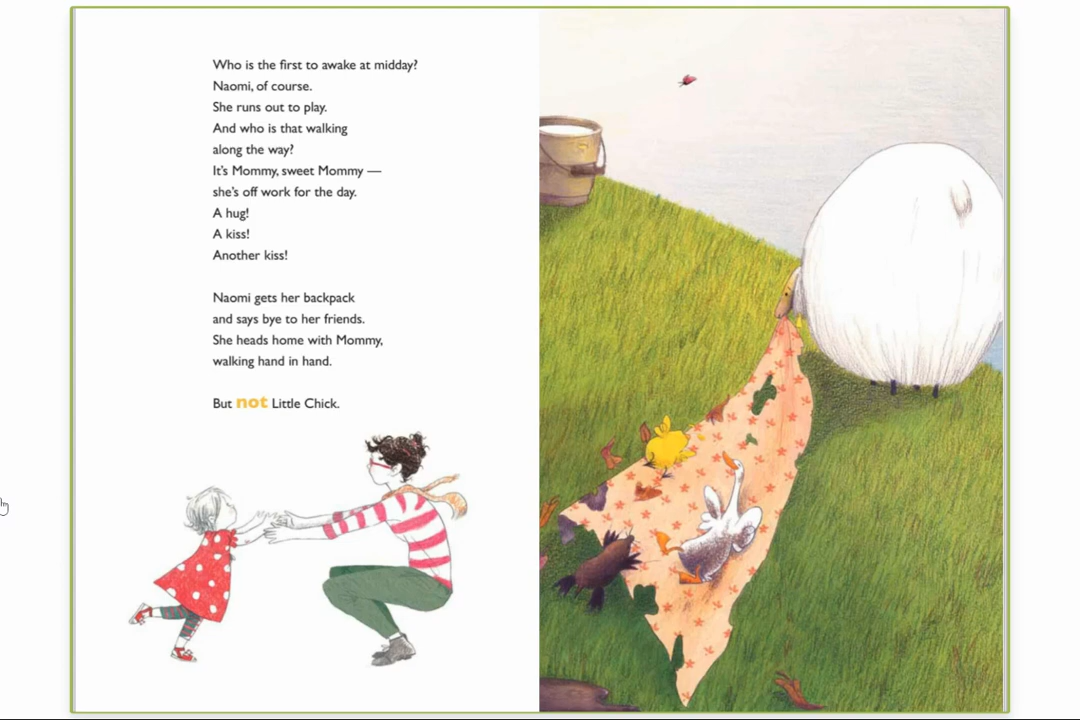 Who is the first to awake at midday?
Naomi, of course.
She runs out to play.
And who is that walking
along the way?
It's Mommy, sweet Mommy —
she's off work for the day.
A hug!
A kiss!
Another kiss!
Naomi gets her backpack
and says bye to her friends.
She heads home with Mommy,
walking hand in hand.
But not Little Chick.